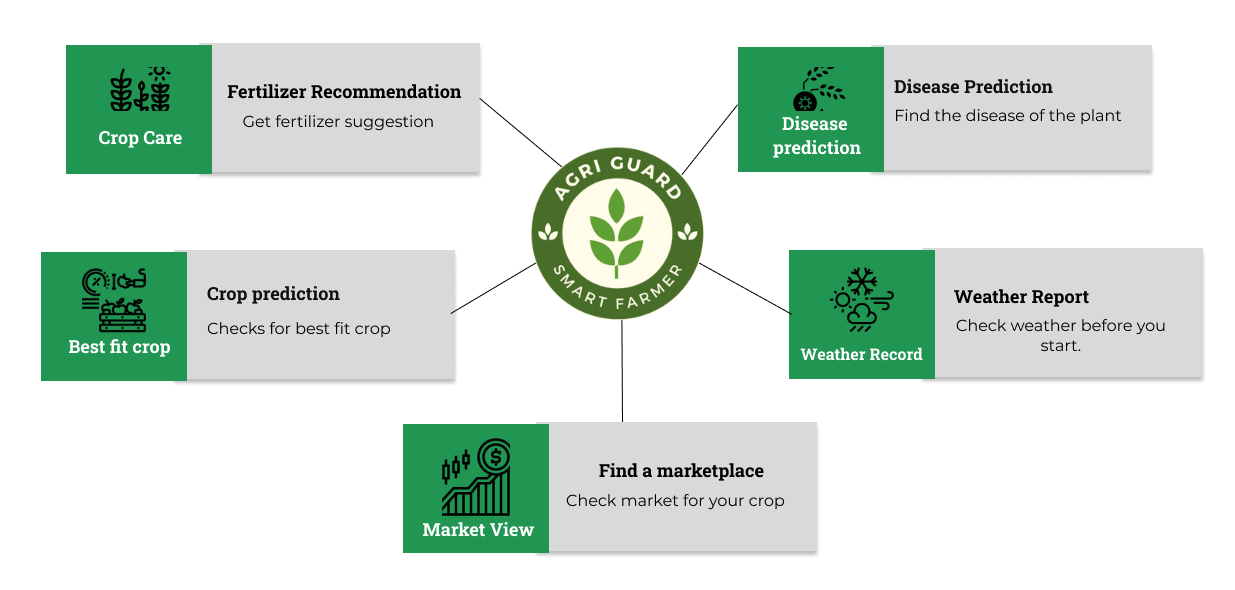 Crop Care
Fertilizer Recommendation
Get fertilizer suggestion
Disease
prediction
Disease Prediction
Find the disease of the plant
AGRI GUARD
SMART FARMER
Best fit crop
Crop prediction
Checks for best fit crop
Weather Record
Weather Report
Check weather before you
start.
$
Market View
Find a marketplace
Check market for your crop